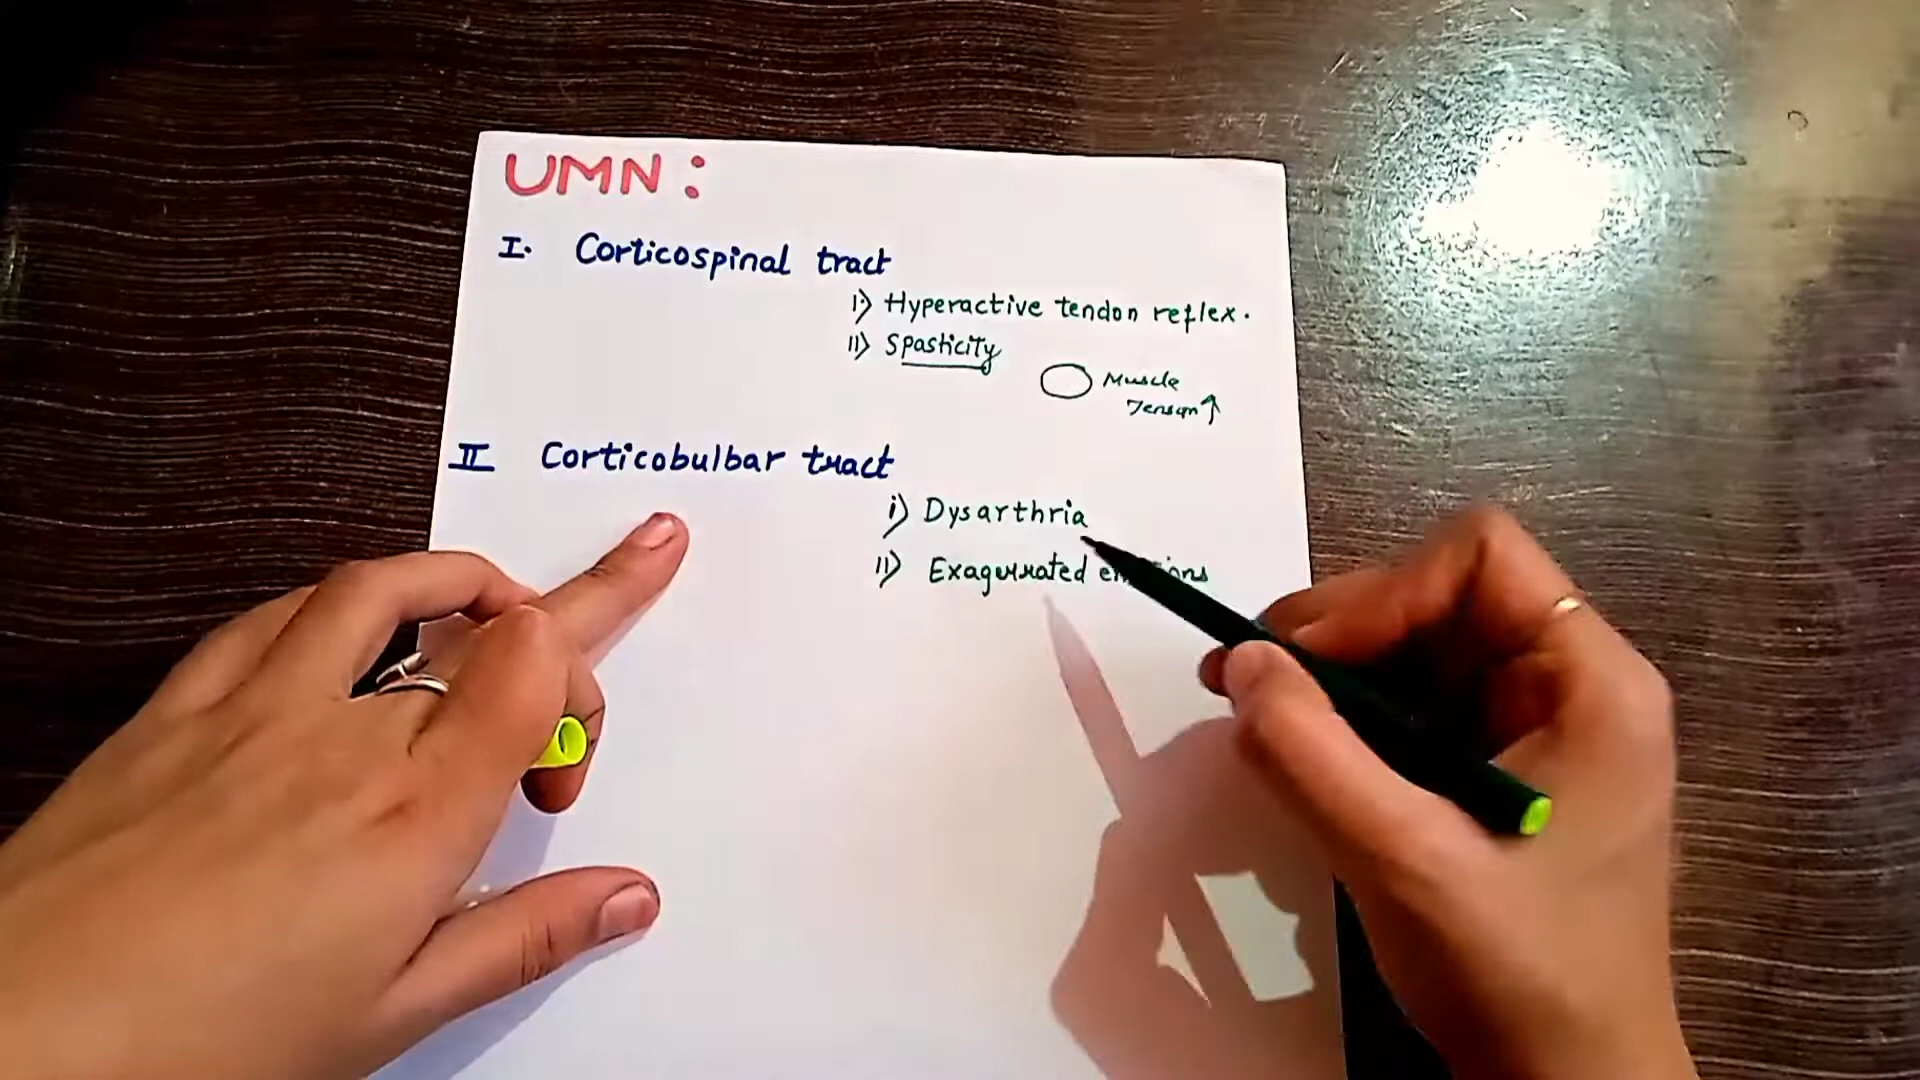 UMN:
I. Corticospinal tract
i) Hyperactive tendon reflex.
ii) Spasticity
Muscle
Tension ↑
II Corticobulbar tract
i) Dysarthria
ii) Exagerrated